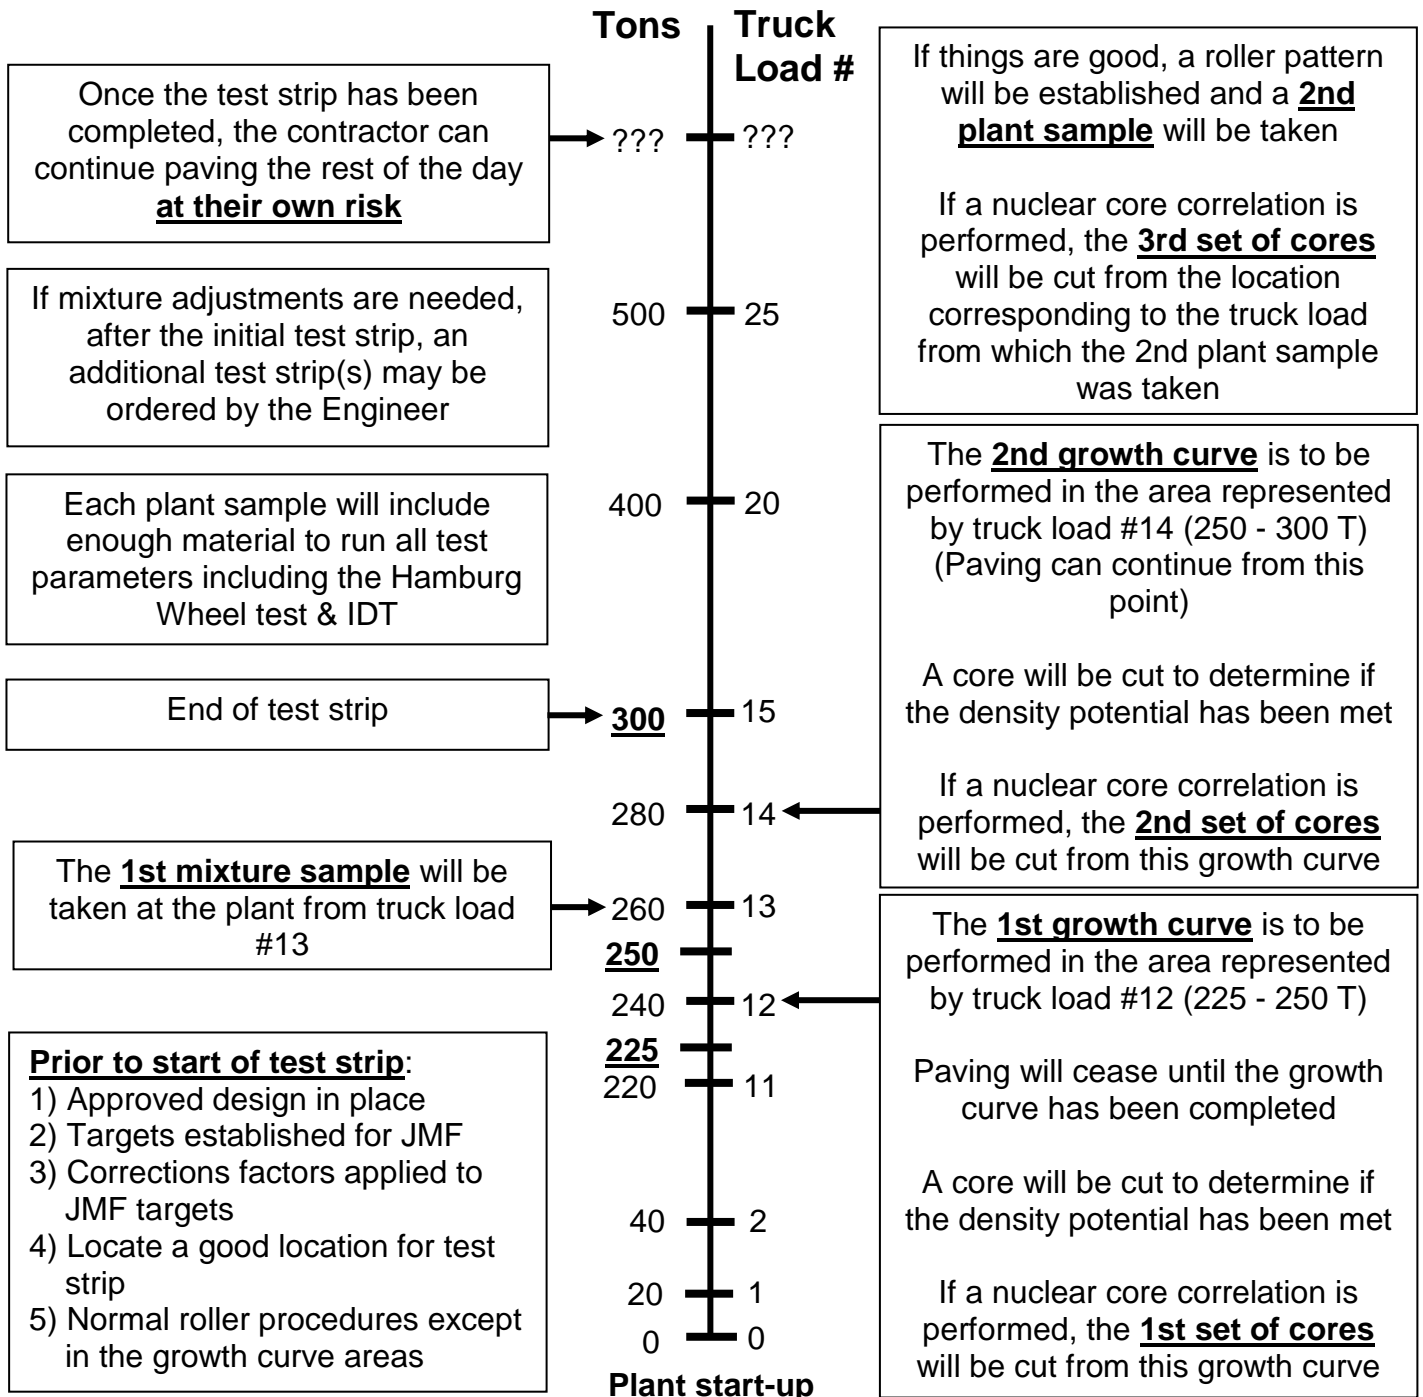 Tons
Truck
Load #
Once the test strip has been
completed, the contractor can
continue paving the rest of the day
at their own risk
If mixture adjustments are needed,
after the initial test strip, an
additional test strip(s) may be
ordered by the Engineer
Each plant sample will include
enough material to run all test
parameters including the Hamburg
Wheel test & IDT
End of test strip
The 1st mixture sample will be
taken at the plant from truck load
#13
Prior to start of test strip:
1) Approved design in place
2) Targets established for JMF
3) Corrections factors applied to
JMF targets
4) Locate a good location for test
strip
5) Normal roller procedures except
in the growth curve areas
??? ???
500 25
400 20
300 15
280 14
260 13
250
240 12
225
220 11
40 2
20 1
0 0
Plant start-up
If things are good, a roller pattern
will be established and a 2nd
plant sample will be taken
If a nuclear core correlation is
performed, the 3rd set of cores
will be cut from the location
corresponding to the truck load
from which the 2nd plant sample
was taken
The 2nd growth curve is to be
performed in the area represented
by truck load #14 (250 - 300 T)
(Paving can continue from this
point)
A core will be cut to determine if
the density potential has been met
If a nuclear core correlation is
performed, the 2nd set of cores
will be cut from this growth curve
The 1st growth curve is to be
performed in the area represented
by truck load #12 (225 - 250 T)
Paving will cease until the growth
curve has been completed
A core will be cut to determine if
the density potential has been met
If a nuclear core correlation is
performed, the 1st set of cores
will be cut from this growth curve